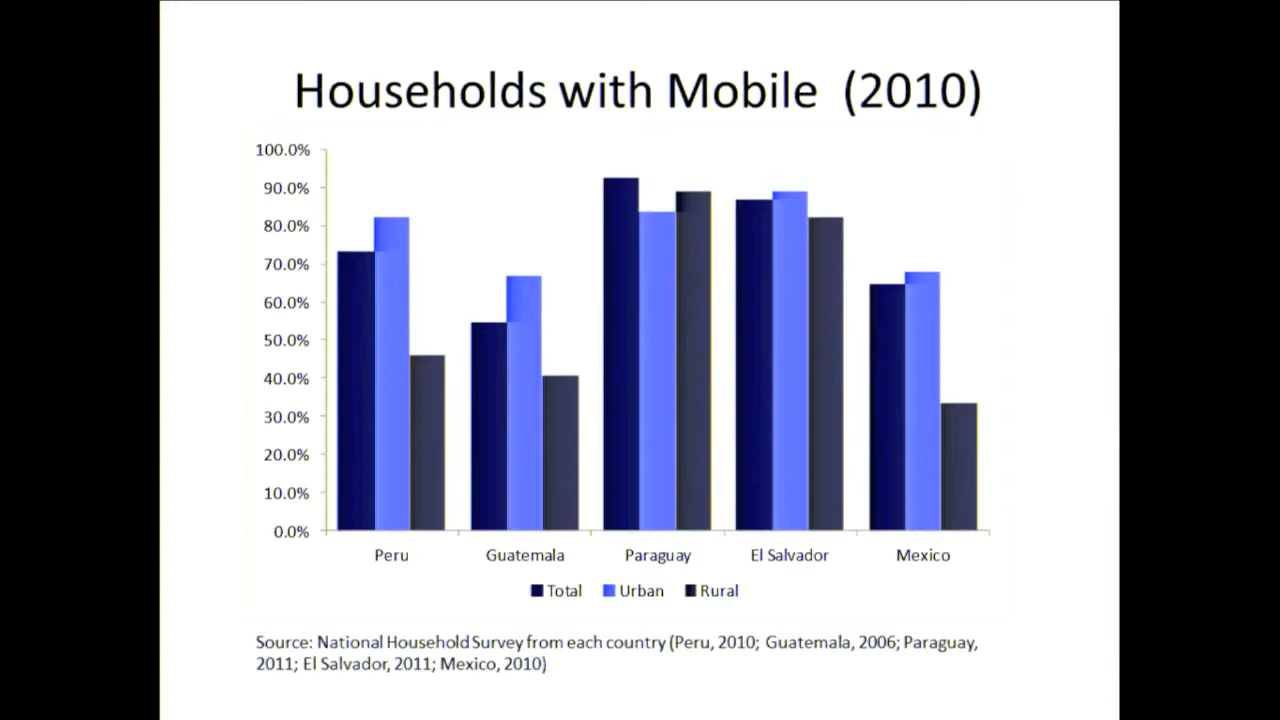 Households with Mobile (2010)
100.0%
90.0%
80.0%
70.0%
60.0%
50.0%
40.0%
30.0%
20.0%
10.0%
0.0%
Peru Guatemala Paraguay El Salvador Mexico
Total Urban Rural
Source: National Household Survey from each country (Peru, 2010; Guatemala, 2006; Paraguay,
2011; El Salvador, 2011; Mexico, 2010)